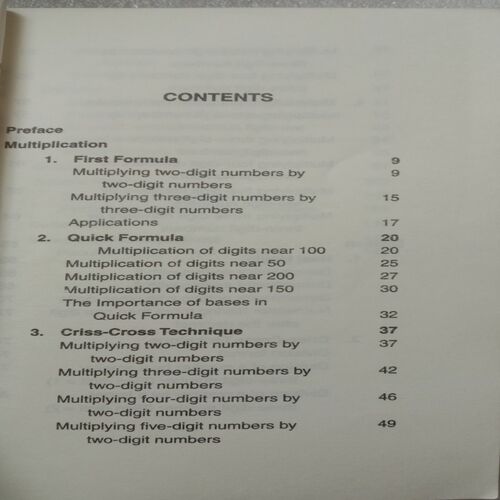 CONTENTS
Preface
Multiplication
1. First Formula 9
Multiplying two-digit numbers by 9
two-digit numbers
Multiplying three-digit numbers by 15
three-digit numbers
Applications 17
2. Quick Formula 20
Multiplication of digits near 100 20
Multiplication of digits near 50 25
Multiplication of digits near 200 27
Multiplication of digits near 150 30
The Importance of bases in
Quick Formula 32
3. Criss-Cross Technique 37
Multiplying two-digit numbers by 37
two-digit numbers
Multiplying three-digit numbers by 42
two-digit numbers
Multiplying four-digit numbers by 46
two-digit numbers
Multiplying five-digit numbers by 49
two-digit numbers